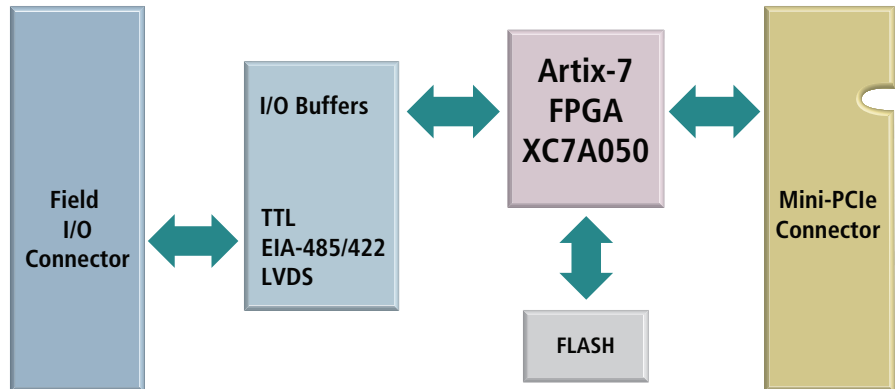 Field
I/O
Connector
I/O Buffers
TTL
EIA-485/422
LVDS
Artix-7
FPGA
XC7A050
FLASH
Mini-PCIe
Connector